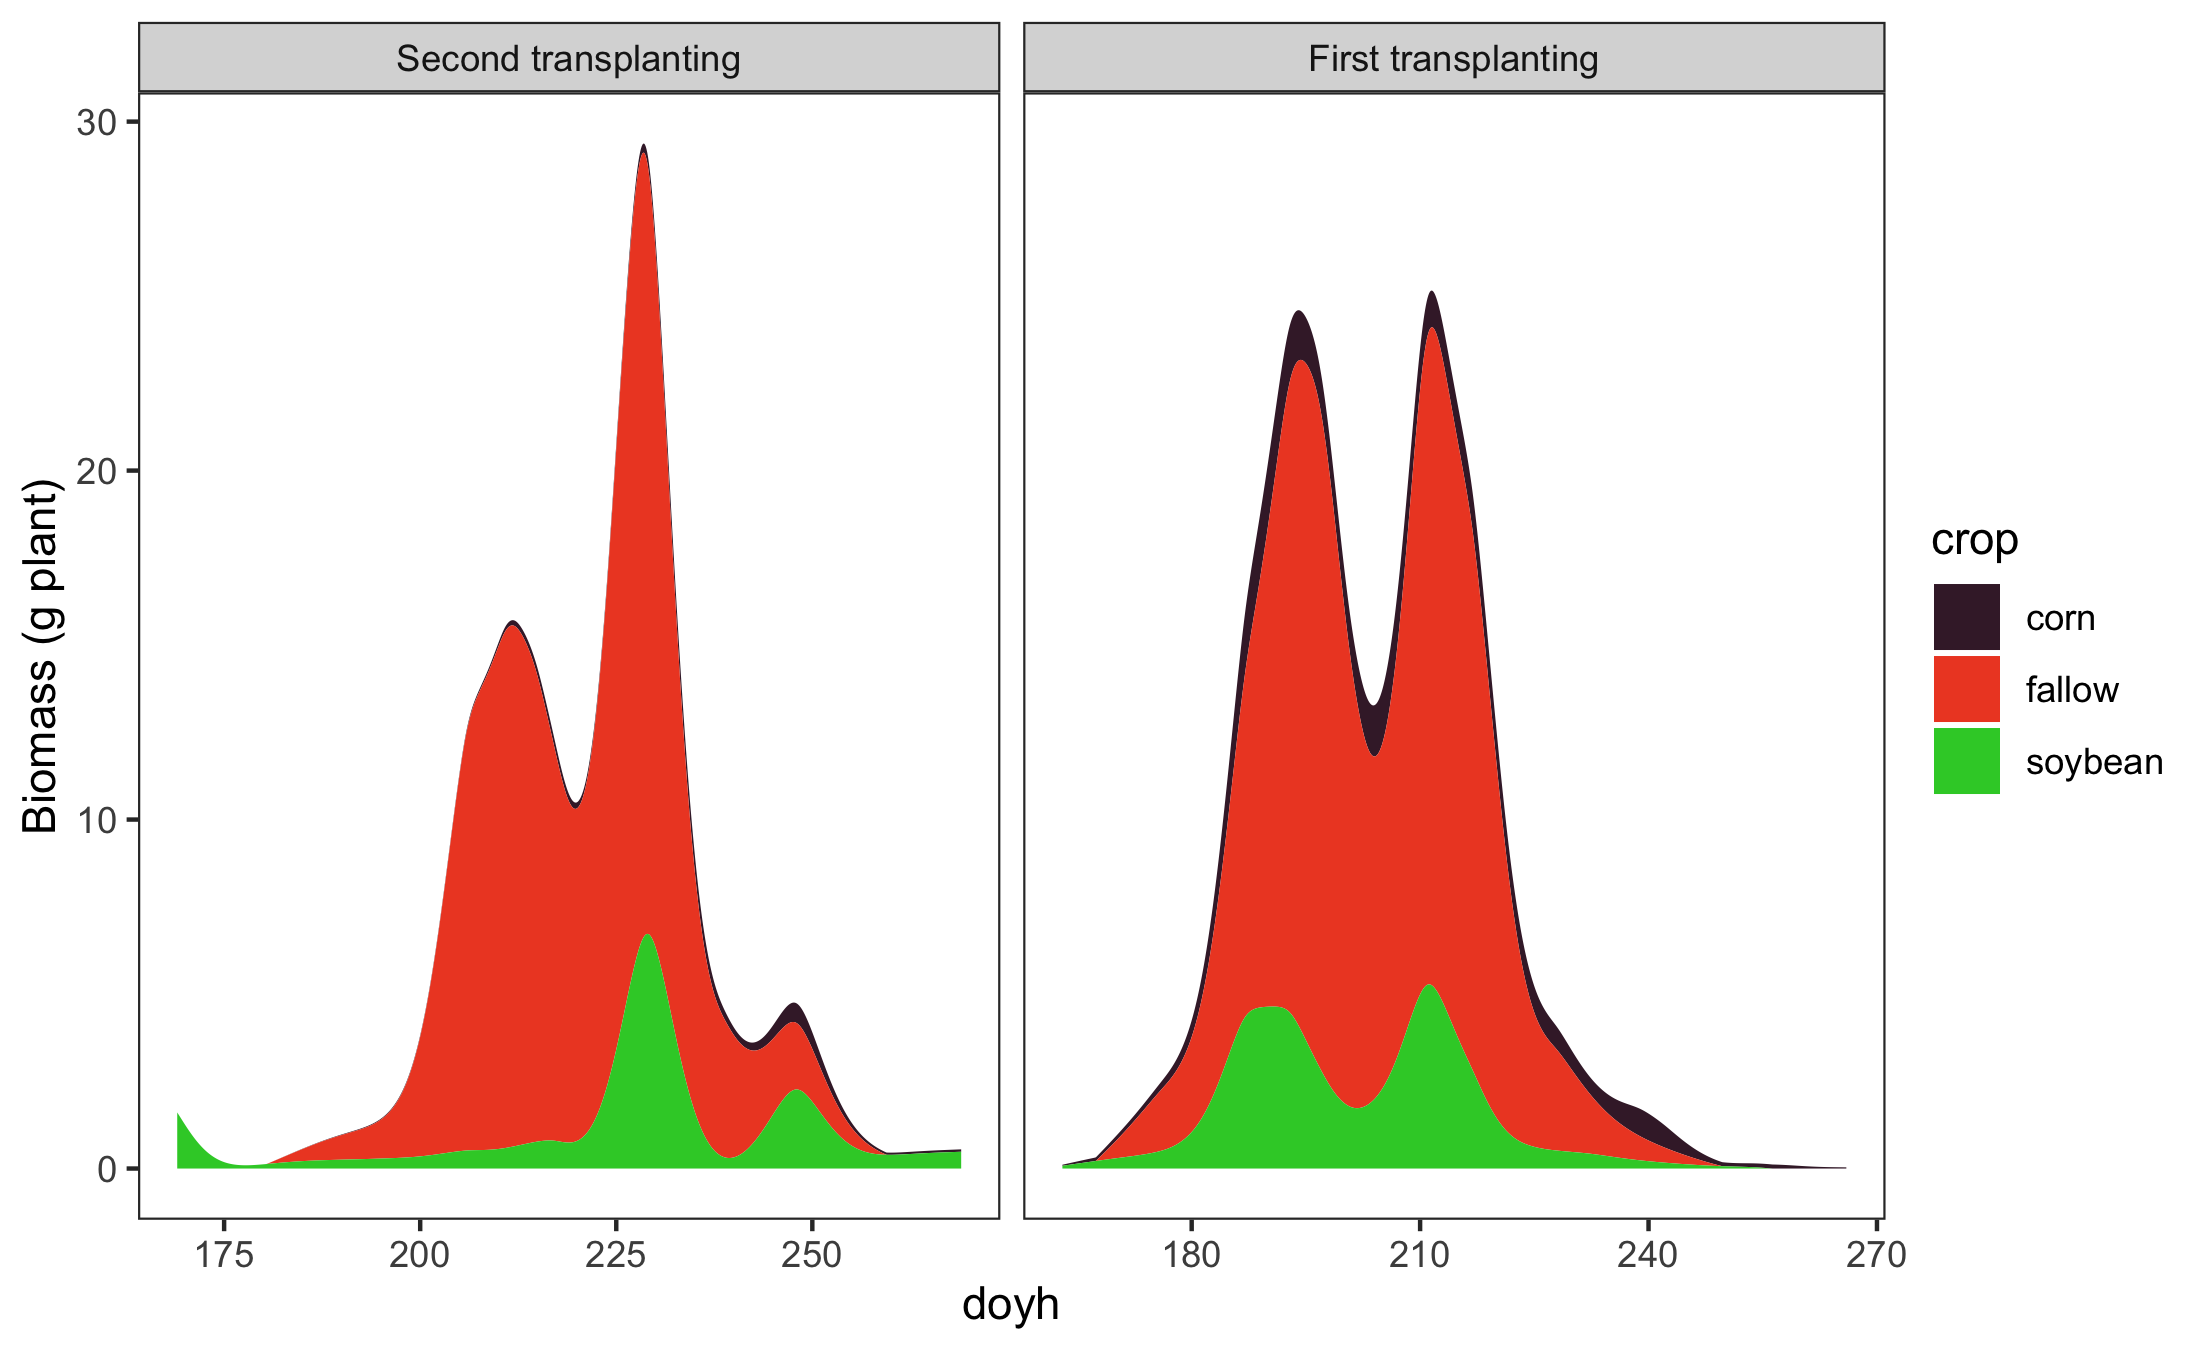 Second transplanting
First transplanting
30
20
10
0
Biomass (g plant)
175 200 225 250
180 210 240 270
doyh
crop
corn
fallow
soybean